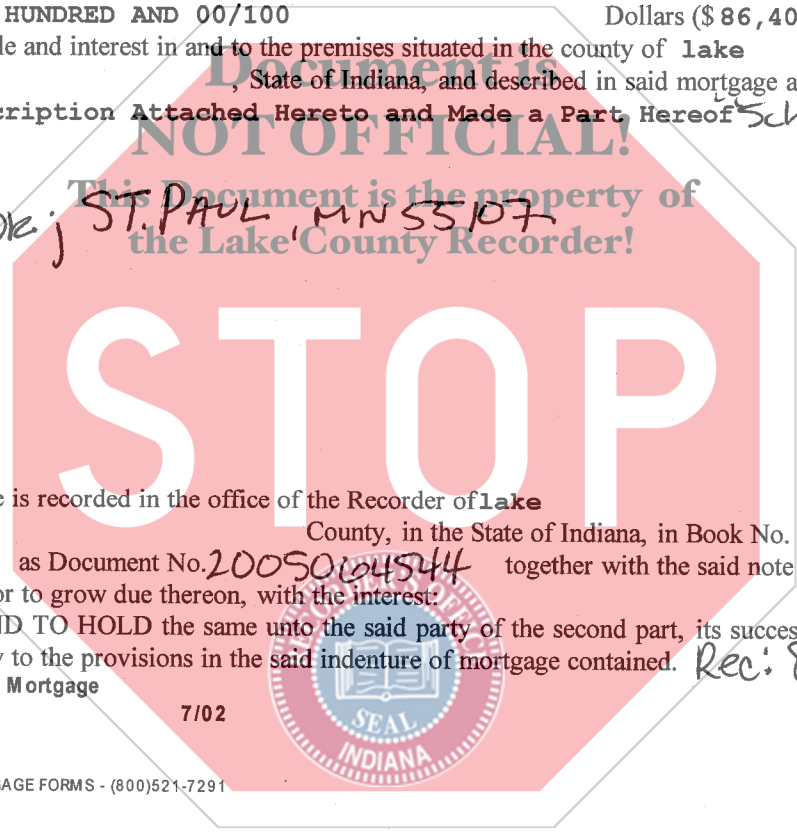 HUNDRED AND 00/100 Dollars ($ 86,40
le and interest in and to the premises situated in the county of lake
Document is
, State of Indiana, and described in said mortgage a
cription Attached Hereto and Made a Part Hereof Sch
NOT OFFICIAL!
This Document is the property of
; ST. PAUL, MN 55107
the Lake County Recorder!
STOP
e is recorded in the office of the Recorder of lake
County, in the State of Indiana, in Book No.
as Document No. 2005064544 together with the said note
or to grow due thereon, with the interest:
ND TO HOLD the same unto the said party of the second part, its succes
y to the provisions in the said indenture of mortgage contained. Rec: 8
Mortgage
7/02
SEAL
INDIANA
GAGE FORMS - (800)521-7291